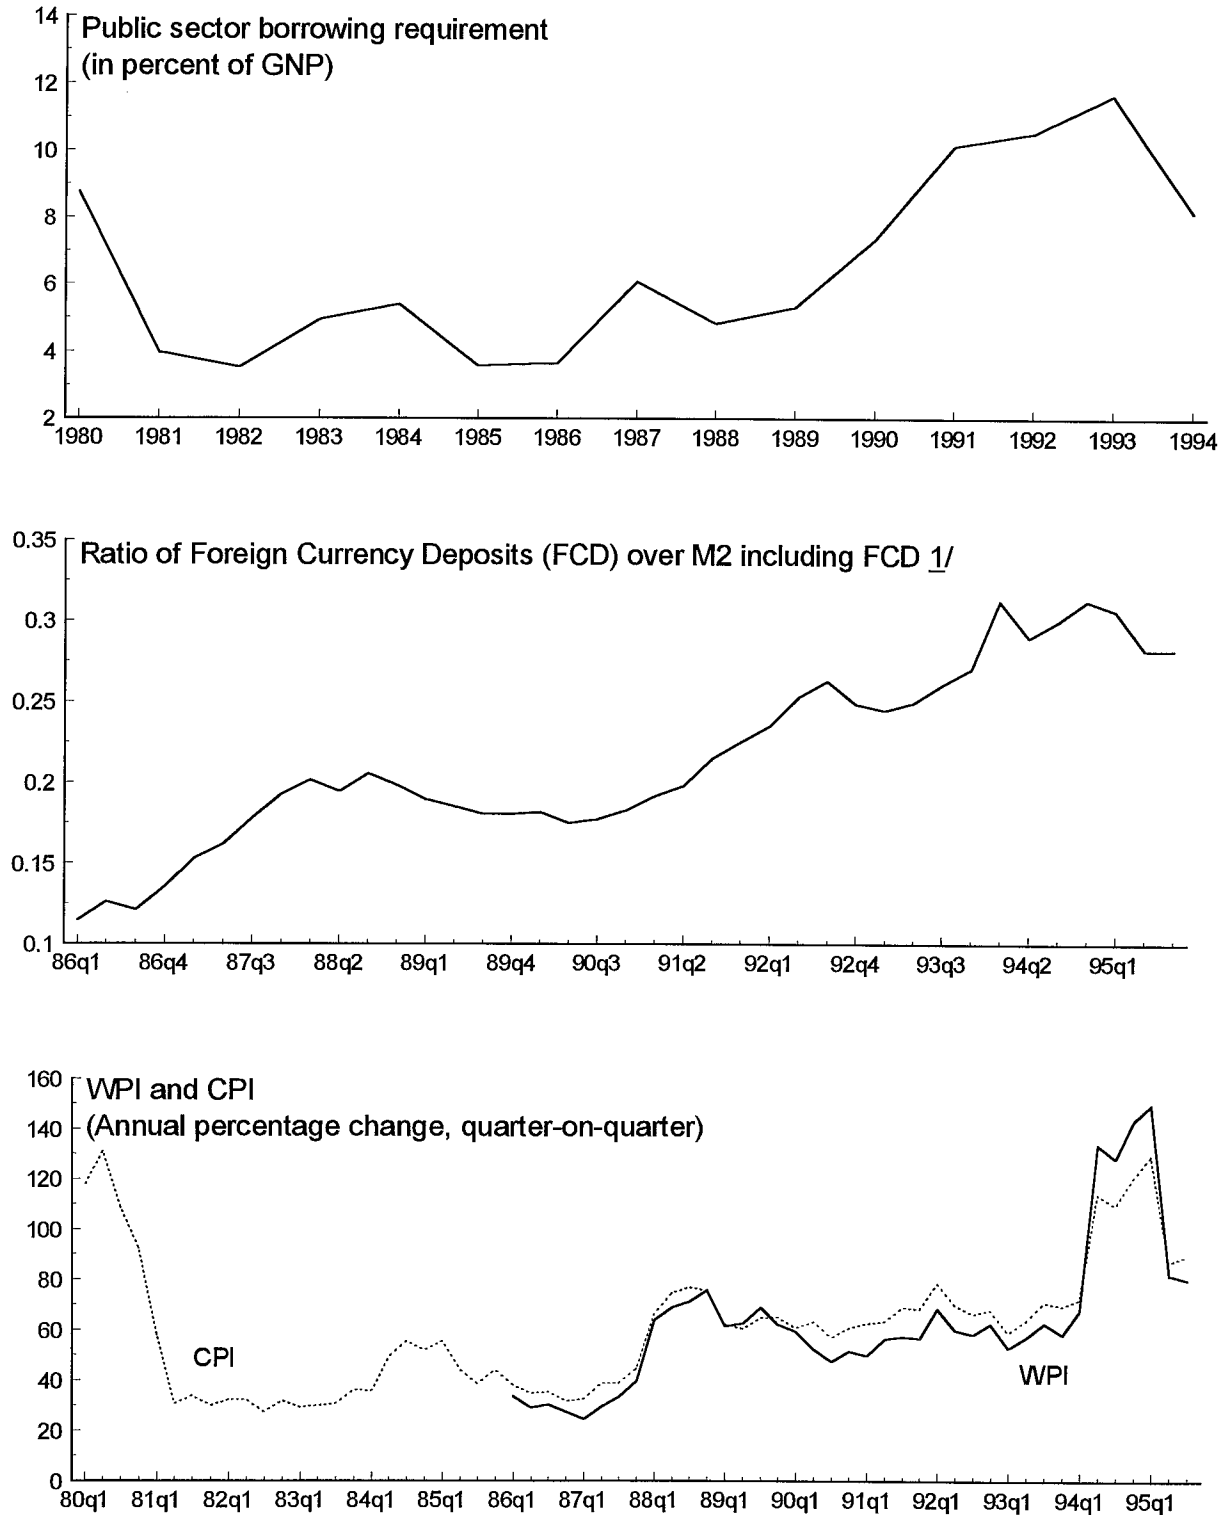 Public sector borrowing requirement
(in percent of GNP)
14
12
10
8
6
4
2
1980 1981 1982 1983 1984 1985 1986 1987 1988 1989 1990 1991 1992 1993 1994
Ratio of Foreign Currency Deposits (FCD) over M2 including FCD 1/
0.35
0.3
0.25
0.2
0.15
0.1
86q1 86q4 87q3 88q2 89q1 89q4 90q3 91q2 92q1 92q4 93q3 94q2 95q1
WPI and CPI
(Annual percentage change, quarter-on-quarter)
160
140
120
100
80
60
40
20
0
CPI
WPI
80q1 81q1 82q1 83q1 84q1 85q1 86q1 87q1 88q1 89q1 90q1 91q1 92q1 93q1 94q1 95q1